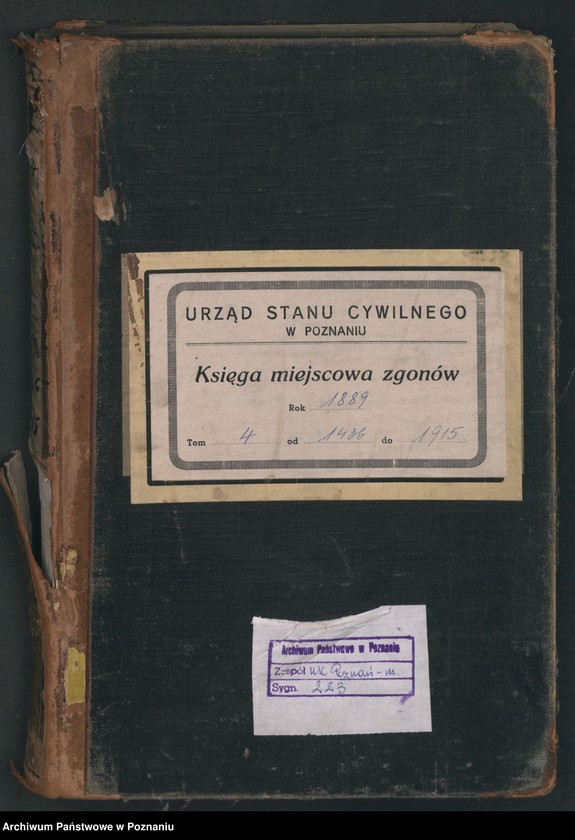 URZĄD STANU CYWILNEGO
W POZNANIU
Księga miejscowa zgonów
Rok 1889
Tom 4 od 1436 do 1915
Archiwum Państwowe w Poznaniu
Zespół USC Poznań-m.
Sygn. 223
Archiwum Państwowe w Poznaniu